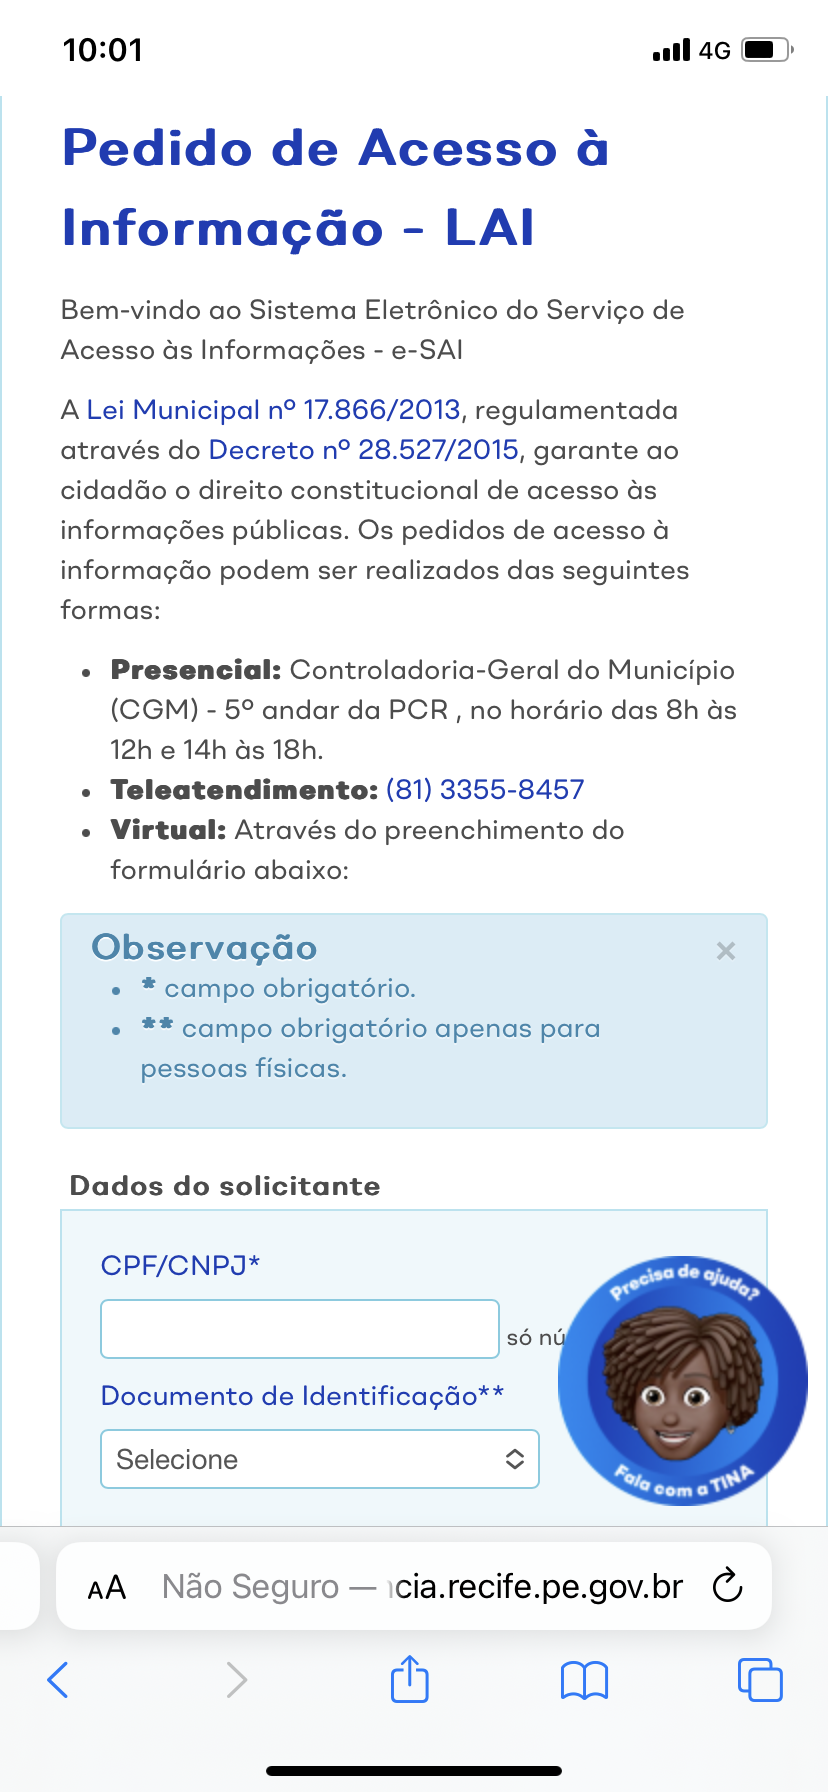 10:01
4G
Pedido de Acesso à
Informação - LAI
Bem-vindo ao Sistema Eletrônico do Serviço de
Acesso às Informações - e-SAI
A Lei Municipal nº 17.866/2013, regulamentada
através do Decreto nº 28.527/2015, garante ao
cidadão o direito constitucional de acesso às
informações públicas. Os pedidos de acesso à
informação podem ser realizados das seguintes
formas:
• Presencial: Controladoria-Geral do Município
(CGM) - 5º andar da PCR , no horário das 8h às
12h e 14h às 18h.
• Teleatendimento: (81) 3355-8457
• Virtual: Através do preenchimento do
formulário abaixo:
Observação ×
• * campo obrigatório.
• ** campo obrigatório apenas para
pessoas físicas.
Dados do solicitante
CPF/CNPJ*
só nú
Documento de Identificação**
Selecione
Precisa de ajuda?
Fala com a TINA
AA Não Seguro — cia.recife.pe.gov.br